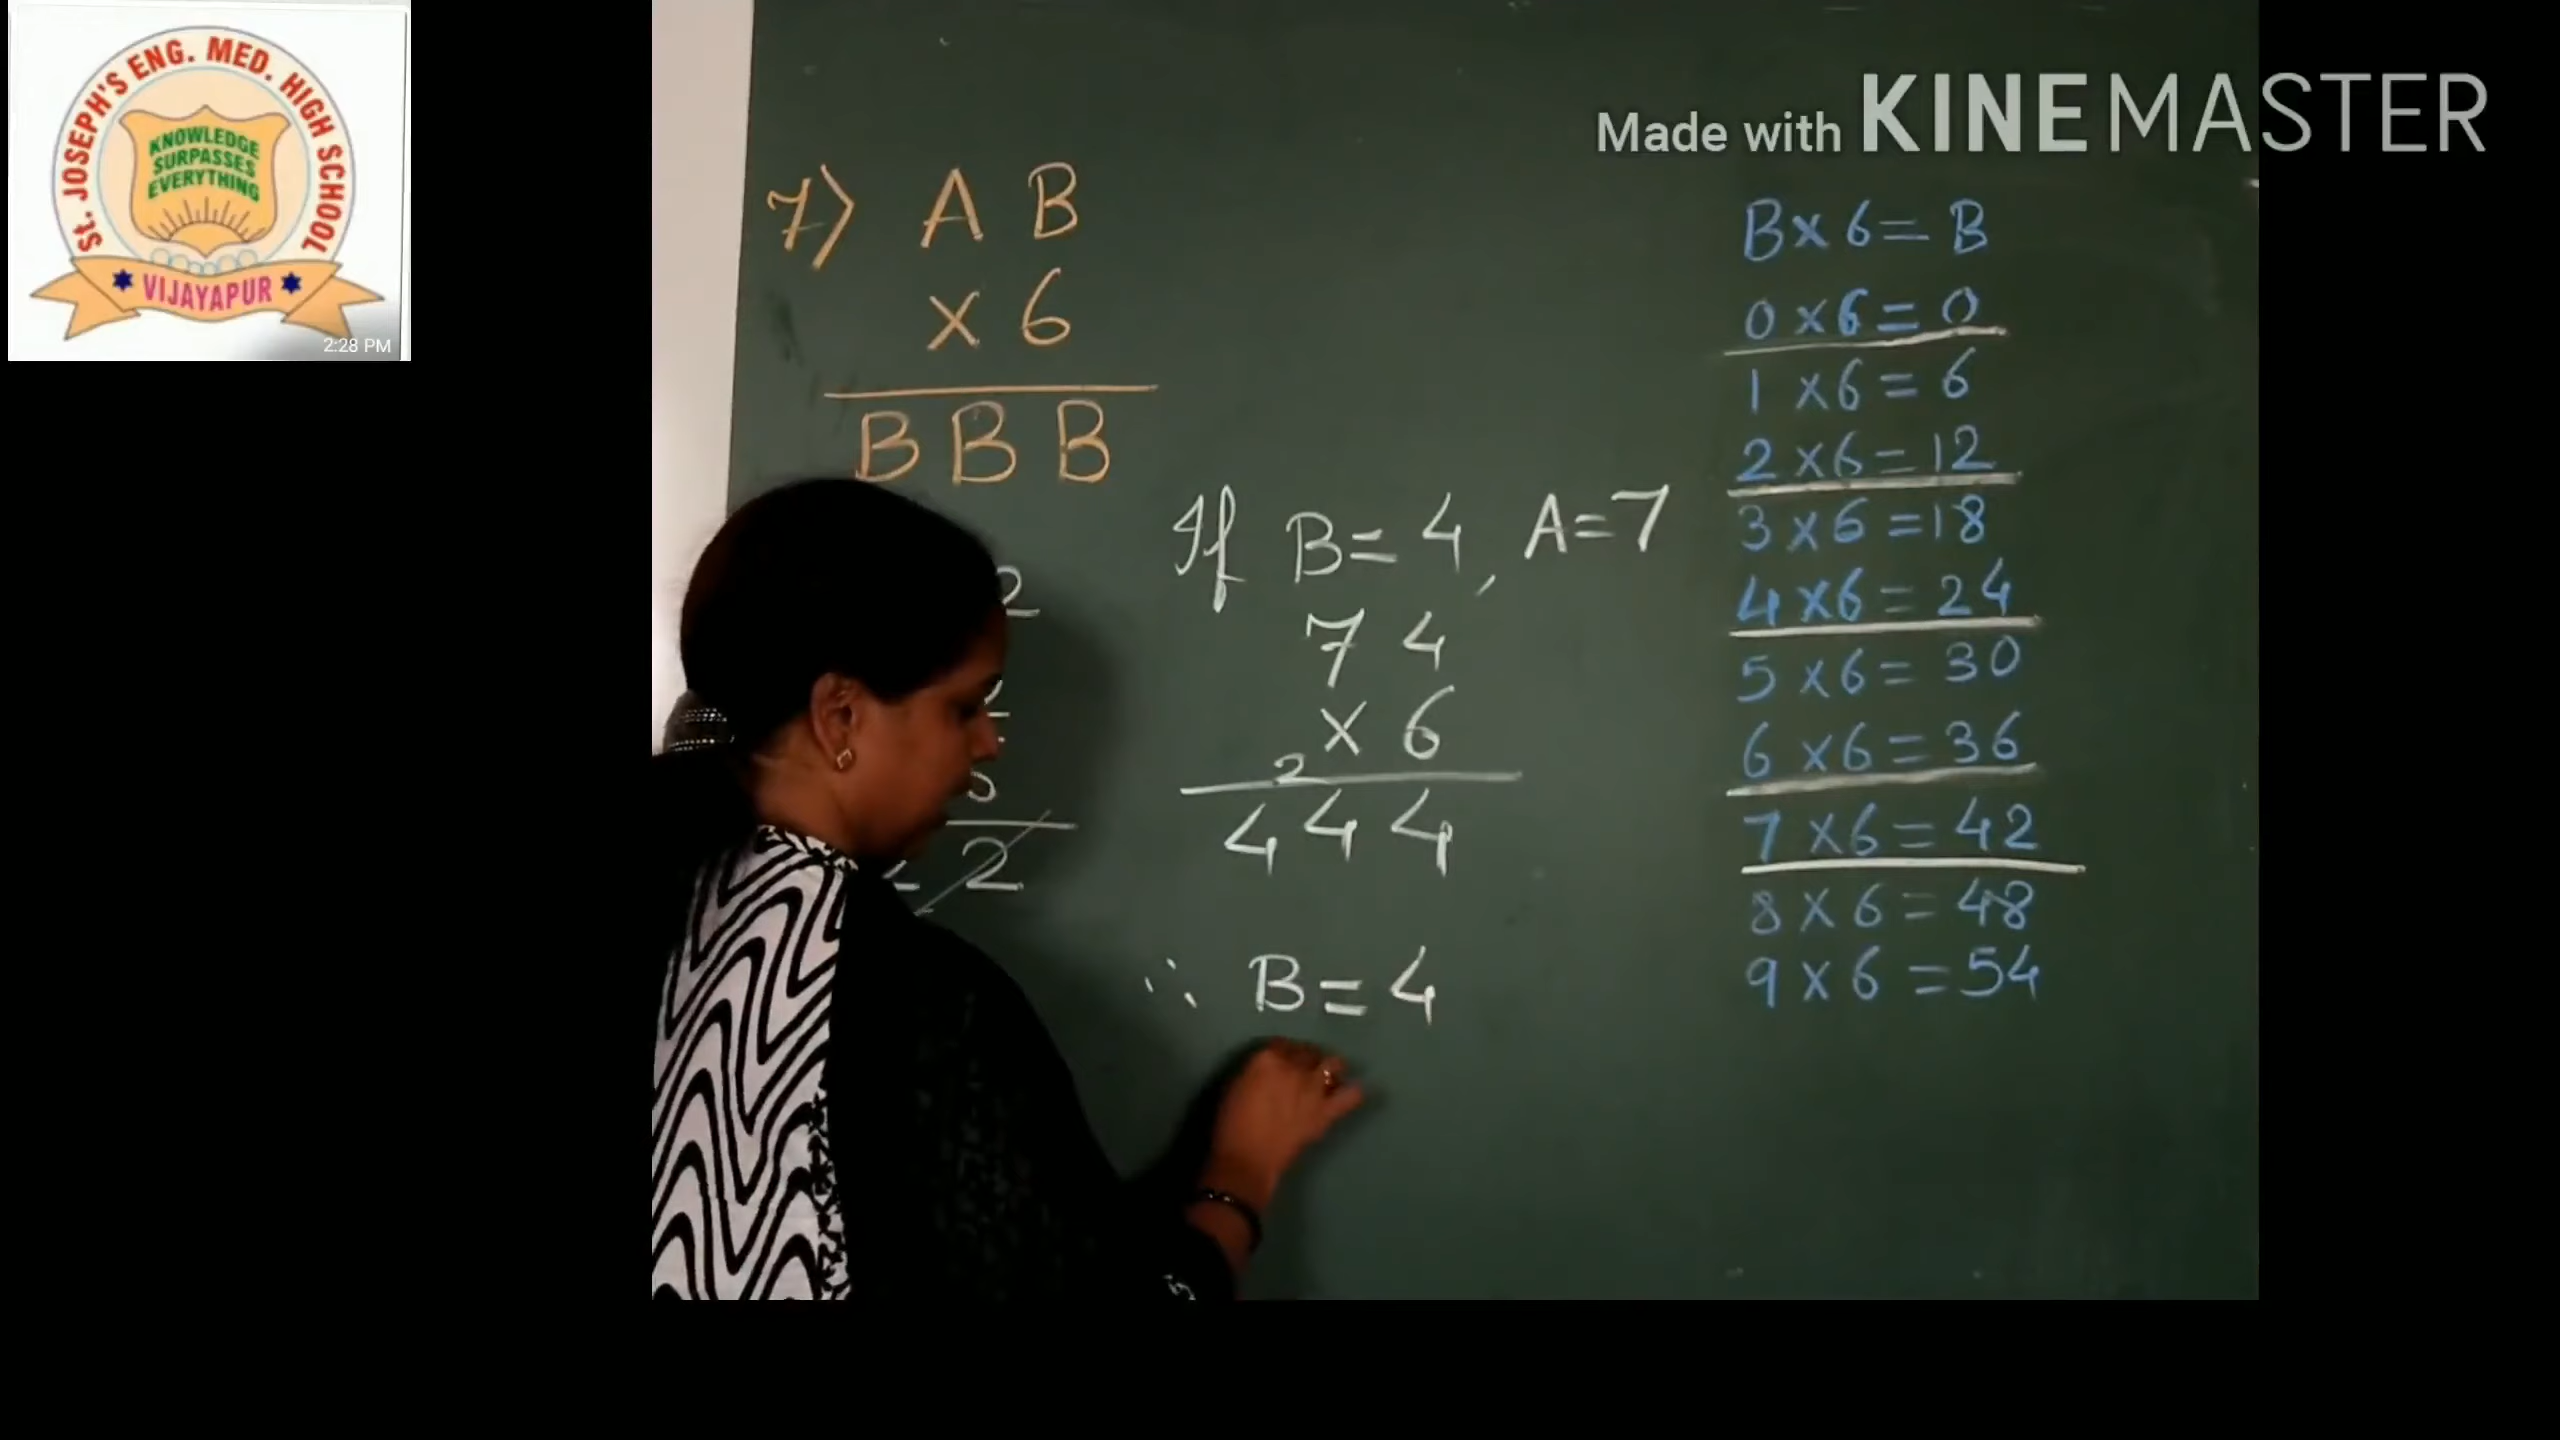 St. JOSEPH'S ENG. MED. HIGH SCHOOL
KNOWLEDGE
SURPASSES
EVERYTHING
VIJAYAPUR
2:28 PM
Made with KINEMASTER
7) A B
× 6
B B B
2
2
If B = 4, A = 7
7 4
× 6
2
4 4 4
∴ B = 4
B × 6 = B
0 × 6 = 0
1 × 6 = 6
2 × 6 = 12
3 × 6 = 18
4 × 6 = 24
5 × 6 = 30
6 × 6 = 36
7 × 6 = 42
8 × 6 = 48
9 × 6 = 54